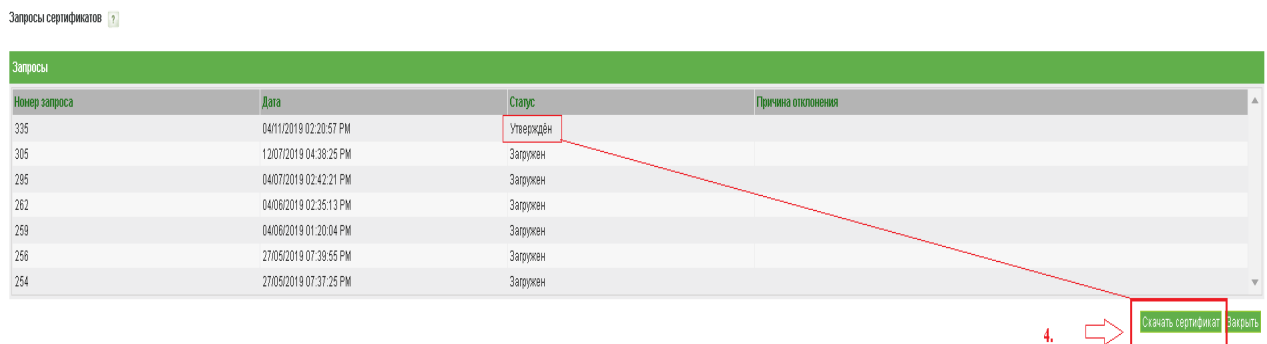 Запросы сертификатов ?
Запросы
Номер запроса Дата Статус Причина отклонения
335 04/11/2019 02:20:57 PM Утверждён
305 12/07/2019 04:38:25 PM Загружен
295 04/07/2019 02:42:21 PM Загружен
262 04/06/2019 02:35:13 PM Загружен
259 04/06/2019 01:20:04 PM Загружен
256 27/05/2019 07:39:55 PM Загружен
254 27/05/2019 07:37:25 PM Загружен
4. Скачать сертификат Закрыть